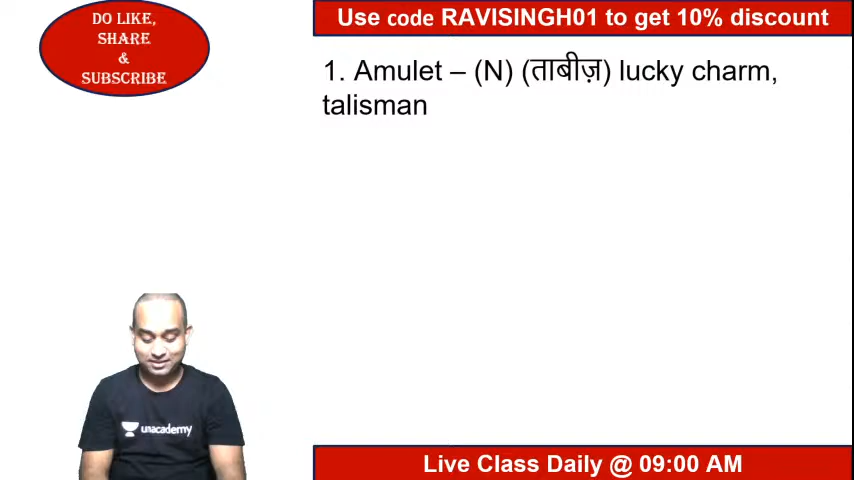 DO LIKE,
SHARE
&
SUBSCRIBE
Use code RAVISINGH01 to get 10% discount
1. Amulet – (N) (ताबीज़) lucky charm,
talisman
unacademy
Live Class Daily @ 09:00 AM